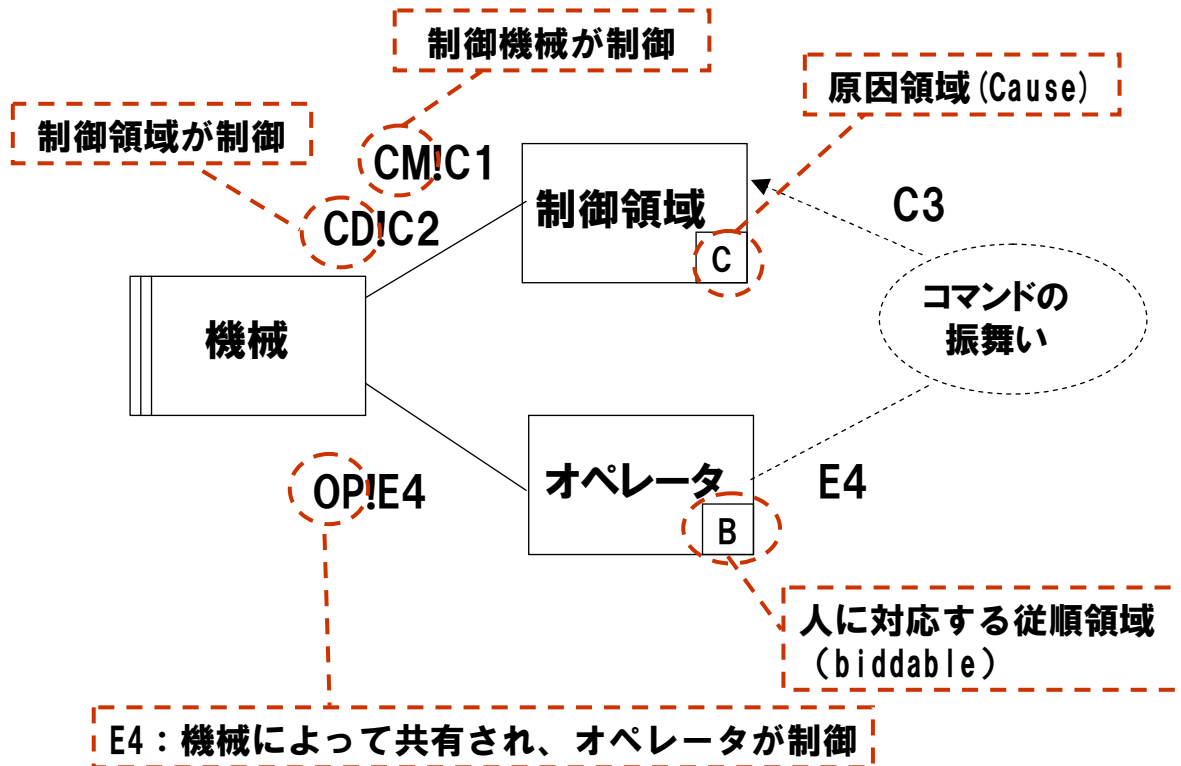 制御機械が制御
原因領域(Cause)
制御領域が制御
CM!C1
制御領域
C3
CD!C2
C
コマンドの
振舞い
機械
オペレータ
E4
OP!E4
B
人に対応する従順領域
（biddable）
E4：機械によって共有され、オペレータが制御